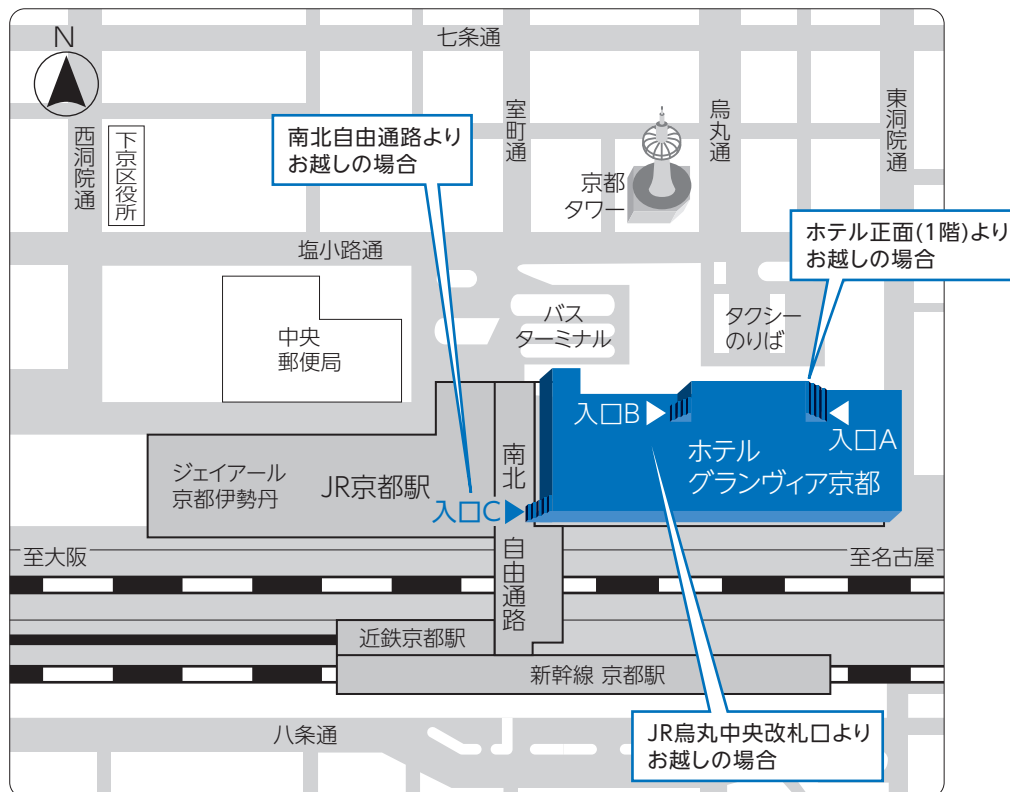 N
七条通
西洞院通
下京区役所
室町通
烏丸通
東洞院通
南北自由通路より
お越しの場合
京都
タワー
ホテル正面(1階)より
お越しの場合
塩小路通
中央
郵便局
バス
ターミナル
タクシー
のりば
入口B
入口A
ホテル
グランヴィア京都
ジェイアール
京都伊勢丹
JR京都駅
入口C
南北自由通路
至大阪
至名古屋
近鉄京都駅
新幹線 京都駅
八条通
JR烏丸中央改札口より
お越しの場合